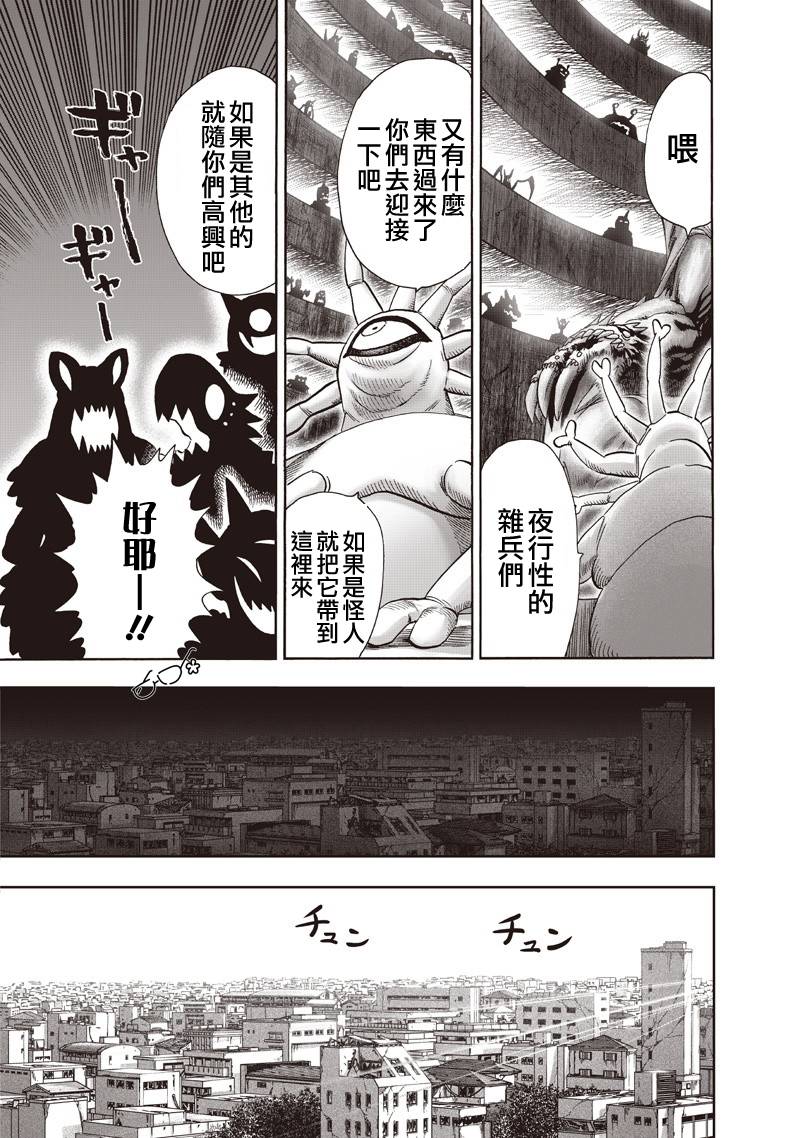 喂
夜行性的
雜兵們
又有什麼
東西過來了
你們去迎接
一下吧
如果是怪人
就把它帶到
這裡來
如果是其他的
就隨你們高興吧
ギャー
ギャー
好耶ー!!
チュン
チュン